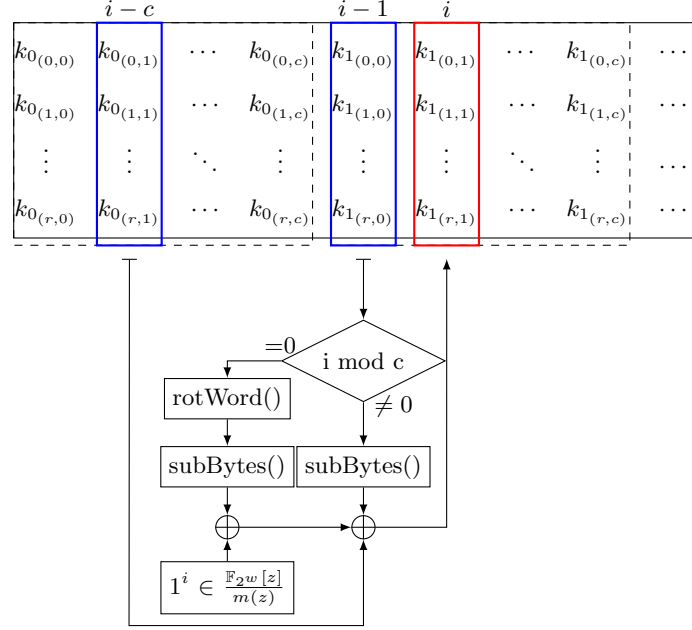 i − c i − 1 i
k0(0,0) k0(0,1) ⋯ k0(0,c) k1(0,0) k1(0,1) ⋯ k1(0,c) ⋯
k0(1,0) k0(1,1) ⋯ k0(1,c) k1(1,0) k1(1,1) ⋯ k1(1,c) ⋯
⋮ ⋮ ⋱ ⋮ ⋮ ⋮ ⋱ ⋮ ⋯
k0(r,0) k0(r,1) ⋯ k0(r,c) k1(r,0) k1(r,1) ⋯ k1(r,c) ⋯
=0 i mod c
rotWord() ≠ 0
subBytes() subBytes()
1^i ∈ F_2^w[z] / m(z)